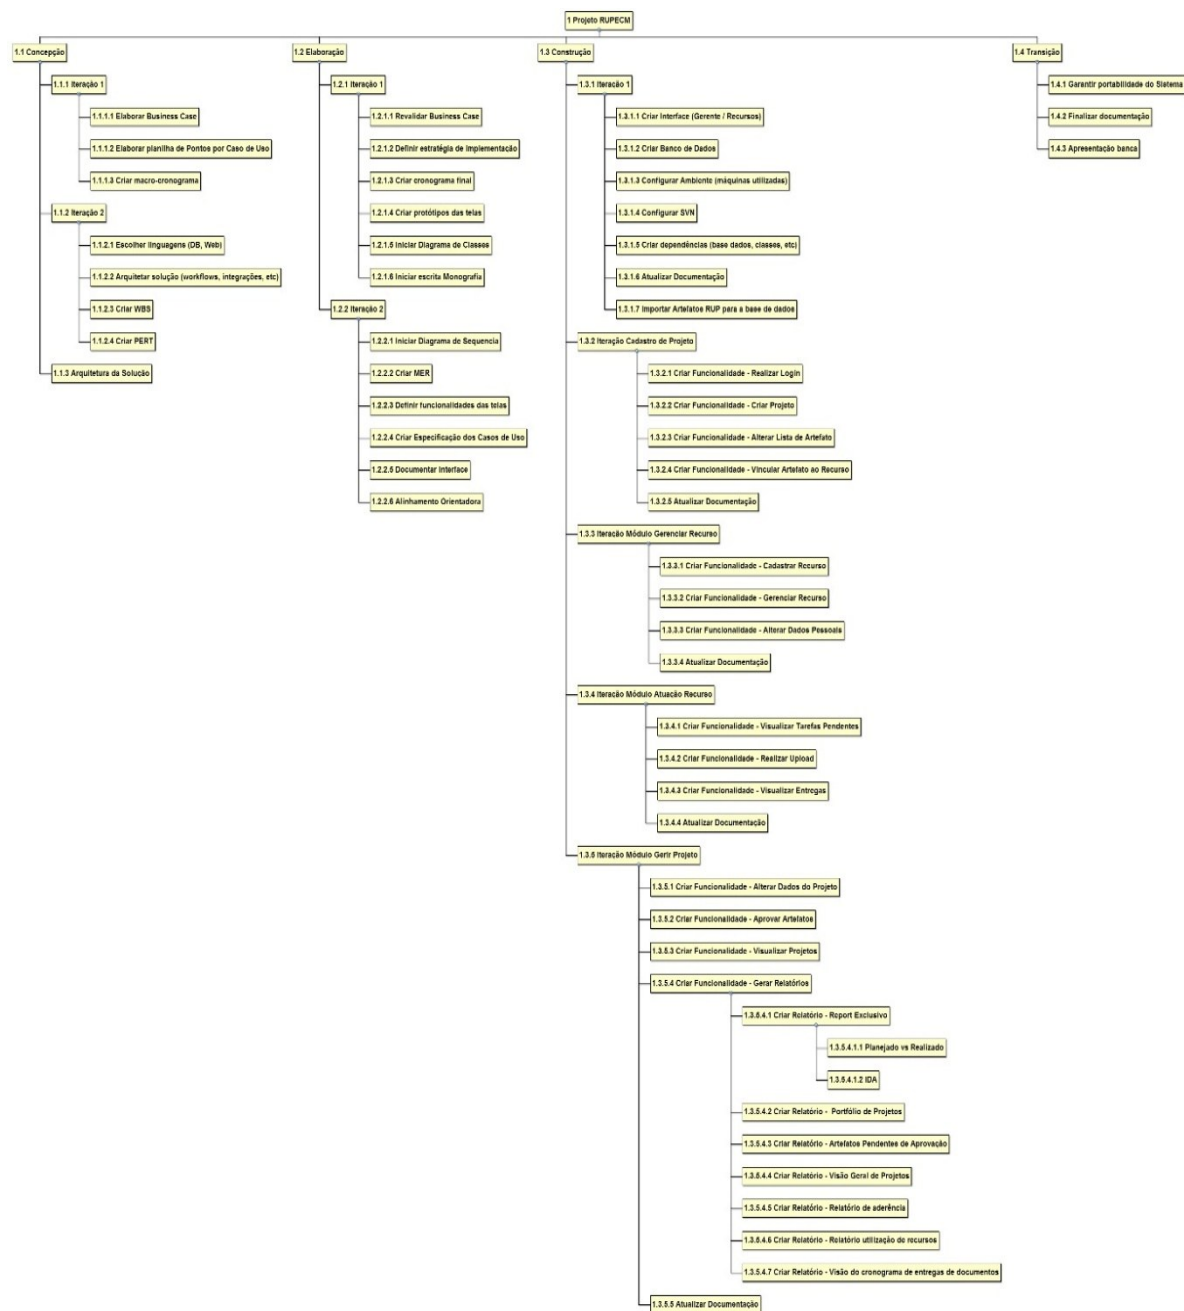 1 Projeto RUPECM
1.1 Concepção
1.1.1 Iteração 1
1.1.1.1 Elaborar Business Case
1.1.1.2 Elaborar planilha de Pontos por Caso de Uso
1.1.1.3 Criar macro-cronograma
1.1.2 Iteração 2
1.1.2.1 Escolher linguagens (DB, Web)
1.1.2.2 Arquitetar solução (workflows, integrações, etc)
1.1.2.3 Criar WBS
1.1.2.4 Criar PERT
1.1.3 Arquitetura da Solução
1.2 Elaboração
1.2.1 Iteração 1
1.2.1.1 Revalidar Business Case
1.2.1.2 Definir estratégia de implementação
1.2.1.3 Criar cronograma final
1.2.1.4 Criar protótipos das telas
1.2.1.5 Iniciar Diagrama de Classes
1.2.1.6 Iniciar escrita Monografia
1.2.2 Iteração 2
1.2.2.1 Iniciar Diagrama de Sequencia
1.2.2.2 Criar MER
1.2.2.3 Definir funcionalidades das telas
1.2.2.4 Criar Especificação dos Casos de Uso
1.2.2.5 Documentar Interface
1.2.2.6 Alinhamento Orientadora
1.3 Construção
1.3.1 Iteração 1
1.3.1.1 Criar Interface (Gerente / Recursos)
1.3.1.2 Criar Banco de Dados
1.3.1.3 Configurar Ambiente (máquinas utilizadas)
1.3.1.4 Configurar SVN
1.3.1.5 Criar dependências (base dados, classes, etc)
1.3.1.6 Atualizar Documentação
1.3.1.7 Importar Artefatos RUP para a base de dados
1.3.2 Iteração Cadastro de Projeto
1.3.2.1 Criar Funcionalidade - Realizar Login
1.3.2.2 Criar Funcionalidade - Criar Projeto
1.3.2.3 Criar Funcionalidade - Alterar Lista de Artefato
1.3.2.4 Criar Funcionalidade - Vincular Artefato ao Recurso
1.3.2.5 Atualizar Documentação
1.3.3 Iteração Módulo Gerenciar Recurso
1.3.3.1 Criar Funcionalidade - Cadastrar Recurso
1.3.3.2 Criar Funcionalidade - Gerenciar Recurso
1.3.3.3 Criar Funcionalidade - Alterar Dados Pessoais
1.3.3.4 Atualizar Documentação
1.3.4 Iteração Módulo Atuação Recurso
1.3.4.1 Criar Funcionalidade - Visualizar Tarefas Pendentes
1.3.4.2 Criar Funcionalidade - Realizar Upload
1.3.4.3 Criar Funcionalidade - Visualizar Entregas
1.3.4.4 Atualizar Documentação
1.3.5 Iteração Módulo Gerir Projeto
1.3.5.1 Criar Funcionalidade - Alterar Dados do Projeto
1.3.5.2 Criar Funcionalidade - Aprovar Artefatos
1.3.5.3 Criar Funcionalidade - Visualizar Projetos
1.3.5.4 Criar Funcionalidade - Gerar Relatórios
1.3.5.4.1 Criar Relatório - Report Exclusivo
1.3.5.4.1.1 Planejado vs Realizado
1.3.5.4.1.2 IDA
1.3.5.4.2 Criar Relatório - Portfólio de Projetos
1.3.5.4.3 Criar Relatório - Artefatos Pendentes de Aprovação
1.3.5.4.4 Criar Relatório - Visão Geral de Projetos
1.3.5.4.5 Criar Relatório - Relatório de aderência
1.3.5.4.6 Criar Relatório - Relatório utilização de recursos
1.3.5.4.7 Criar Relatório - Visão do cronograma de entregas de documentos
1.3.5.5 Atualizar Documentação
1.4 Transição
1.4.1 Garantir portabilidade do Sistema
1.4.2 Finalizar documentação
1.4.3 Apresentação banca